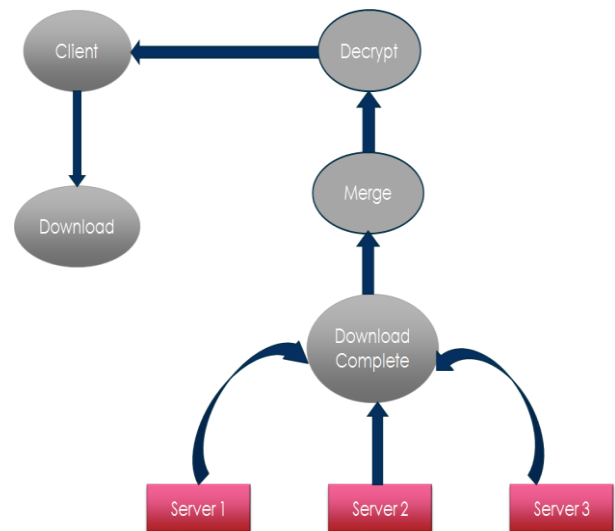 Client
Decrypt
Download
Merge
Download
Complete
Server 1
Server 2
Server 3